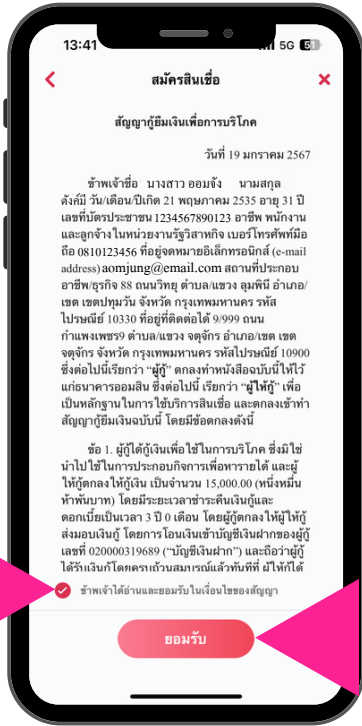 13:41
5G 61
สมัครสินเชื่อ
สัญญากู้ยืมเงินเพื่อการบริโภค
วันที่ 19 มกราคม 2567
ข้าพเจ้าชื่อ นางสาว ออมจัง นามสกุล
ตังค์มี วัน/เดือน/ปีเกิด 21 พฤษภาคม 2535 อายุ 31 ปี
เลขที่บัตรประชาชน 1234567890123 อาชีพ พนักงาน
และลูกจ้างในหน่วยงานรัฐวิสาหกิจ เบอร์โทรศัพท์มือ
ถือ 0810123456 ที่อยู่จดหมายอิเล็กทรอนิกส์ (e-mail
address) aomjung@email.com สถานที่ประกอบ
อาชีพ/ธุรกิจ 88 ถนนวิทยุ ตำบล/แขวง ลุมพินี อำเภอ/
เขต เขตปทุมวัน จังหวัด กรุงเทพมหานคร รหัส
ไปรษณีย์ 10330 ที่อยู่ที่ติดต่อได้ 9/999 ถนน
กำแพงเพชร9 ตำบล/แขวง จตุจักร อำเภอ/เขต เขต
จตุจักร จังหวัด กรุงเทพมหานคร รหัสไปรษณีย์ 10900
ซึ่งต่อไปนี้เรียกว่า “ผู้กู้” ตกลงทำหนังสือฉบับนี้ให้ไว้
แก่ธนาคารออมสิน ซึ่งต่อไปนี้ เรียกว่า “ผู้ให้กู้” เพื่อ
เป็นหลักฐานในการใช้บริการสินเชื่อ และตกลงเข้าทำ
สัญญากู้ยืมเงินฉบับนี้ โดยมีข้อตกลงดังนี้
ข้อ 1. ผู้กู้ได้กู้เงินเพื่อใช้ในการบริโภค ซึ่งมิใช่
นำไปใช้ในการประกอบกิจการเพื่อหารายได้ และผู้
ให้กู้ตกลงให้กู้เงิน เป็นจำนวน 15,000.00 (หนึ่งหมื่น
ห้าพันบาท) โดยมีระยะเวลาชำระคืนเงินกู้และ
ดอกเบี้ยเป็นเวลา 3 ปี 0 เดือน โดยผู้กู้ตกลงให้ผู้ให้กู้
ส่งมอบเงินกู้ โดยการโอนเงินเข้าบัญชีเงินฝากของผู้กู้
เลขที่ 020000319689 (“บัญชีเงินฝาก”) และถือว่าผู้กู้
ได้รับเงินกู้โดยครบถ้วนสมบูรณ์แล้วทันทีที่ ผู้ให้กู้ได้
ข้าพเจ้าได้อ่านและยอมรับในเงื่อนไขของสัญญา
ยอมรับ